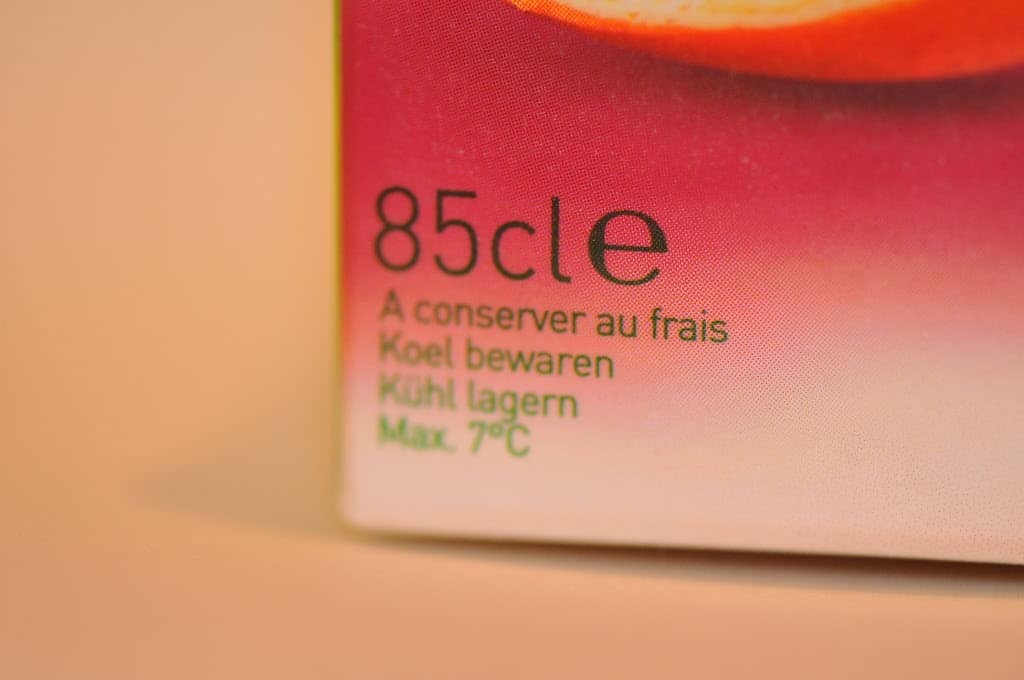 85cl e
A conserver au frais
Koel bewaren
Kühl lagern
Max. 7°C